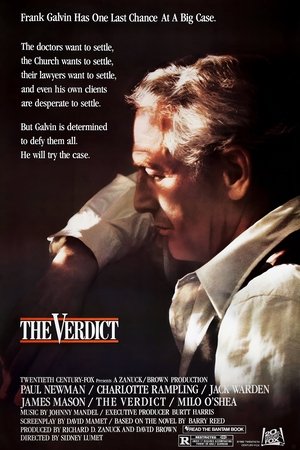 Frank Galvin Has One Last Chance At A Big Case.
The doctors want to settle,
the Church wants to settle,
their lawyers want to settle,
and even his own clients
are desperate to settle.
But Galvin is determined
to defy them all.
He will try the case.
THE VERDICT
TWENTIETH CENTURY-FOX Presents A ZANUCK/BROWN PRODUCTION
PAUL NEWMAN / CHARLOTTE RAMPLING / JACK WARDEN
JAMES MASON / THE VERDICT / MILO O'SHEA
MUSIC BY JOHNNY MANDEL / EXECUTIVE PRODUCER BURTT HARRIS
SCREENPLAY BY DAVID MAMET / BASED ON THE NOVEL BY BARRY REED
PRODUCED BY RICHARD D. ZANUCK AND DAVID BROWN
DIRECTED BY SIDNEY LUMET
READ THE BANTAM BOOK
R RESTRICTED
20th CENTURY FOX